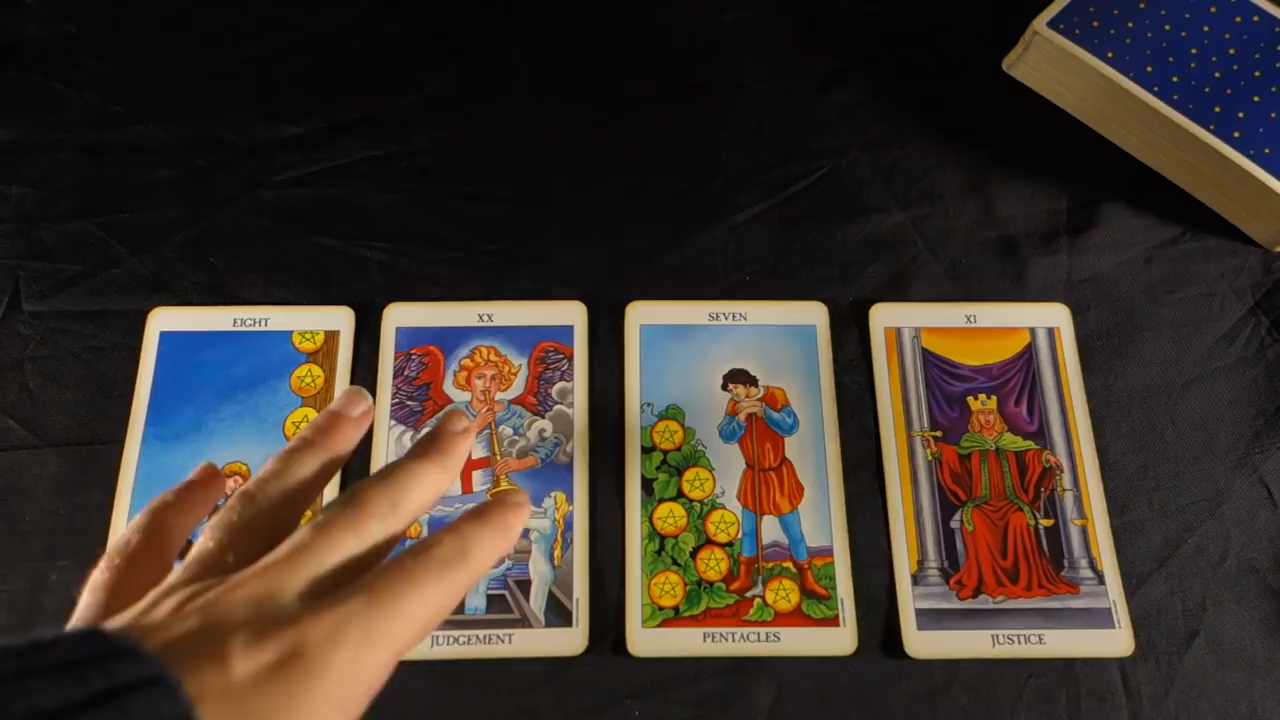 EIGHT
XX
SEVEN
XI
JUDGEMENT
PENTACLES
JUSTICE